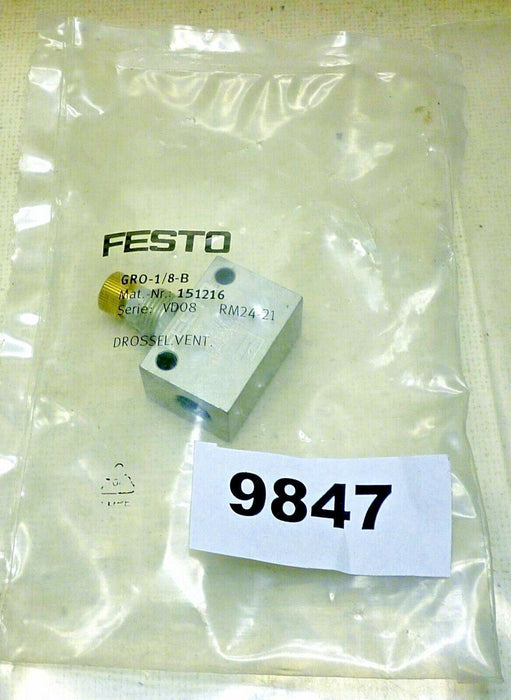 FESTO
GRO-1/8-B
Mat.-Nr.: 151216
Serie: VD08 RM24-21
DROSSEL.VENT.
9847